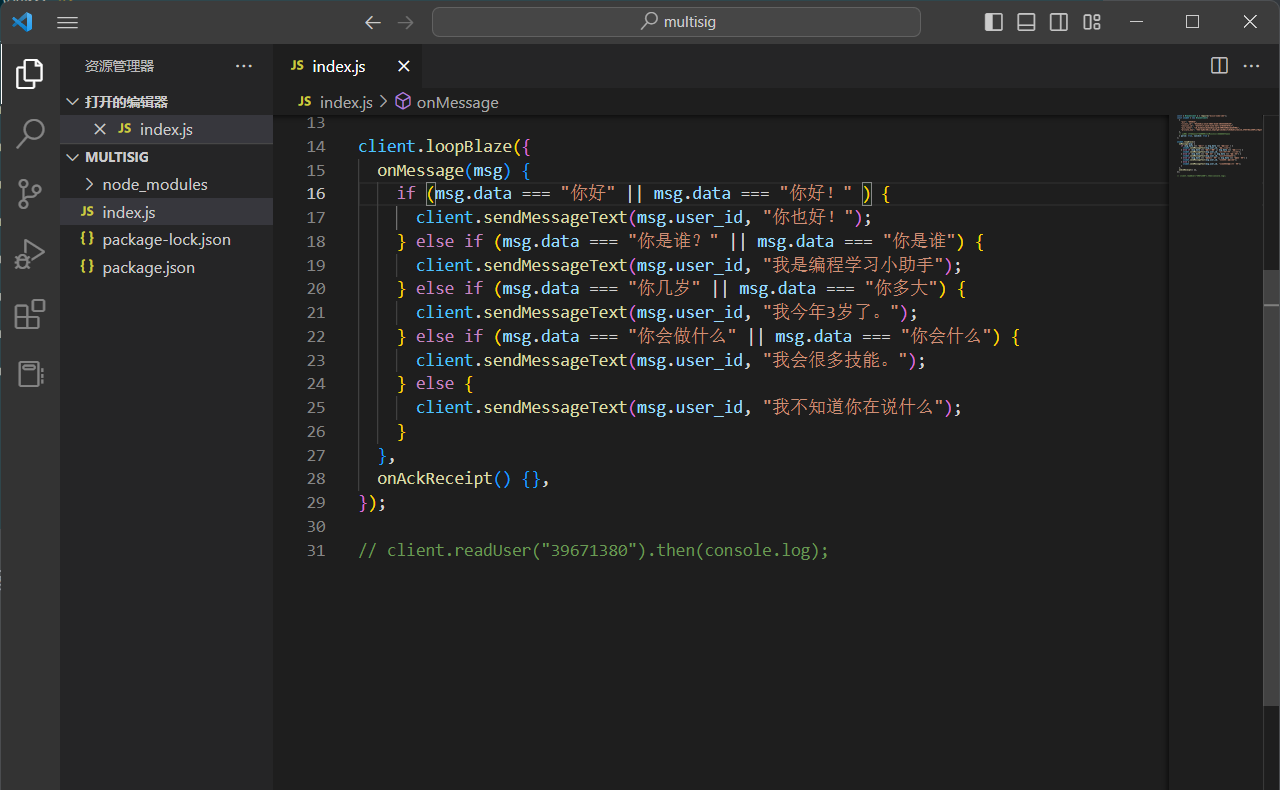 multisig
资源管理器
JS index.js
打开的编辑器
JS index.js > onMessage
JS index.js
MULTISIG
node_modules
JS index.js
{} package-lock.json
{} package.json
13
14 client.loopBlaze({
15 onMessage(msg) {
16 if (msg.data === "你好" || msg.data === "你好！" ) {
17 client.sendMessageText(msg.user_id, "你也好！");
18 } else if (msg.data === "你是谁？" || msg.data === "你是谁") {
19 client.sendMessageText(msg.user_id, "我是编程学习小助手");
20 } else if (msg.data === "你几岁" || msg.data === "你多大") {
21 client.sendMessageText(msg.user_id, "我今年3岁了。");
22 } else if (msg.data === "你会做什么" || msg.data === "你会什么") {
23 client.sendMessageText(msg.user_id, "我会很多技能。");
24 } else {
25 client.sendMessageText(msg.user_id, "我不知道你在说什么");
26 }
27 },
28 onAckReceipt() {},
29 });
30
31 // client.readUser("39671380").then(console.log);